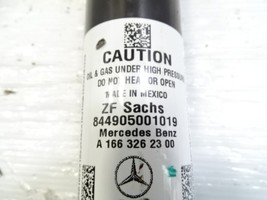 CAUTION
OIL & GAS UNDER HIGH PRESSURE
DO NOT HEAT OR OPEN
MADE IN MEXICO
ZF Sachs
844905001019
Mercedes Benz
A 166 326 23 00